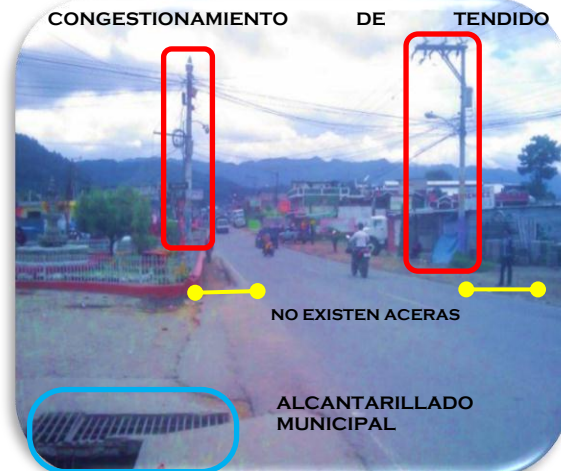 CONGESTIONAMIENTO DE TENDIDO
NO EXISTEN ACERAS
ALCANTARILLADO
MUNICIPAL